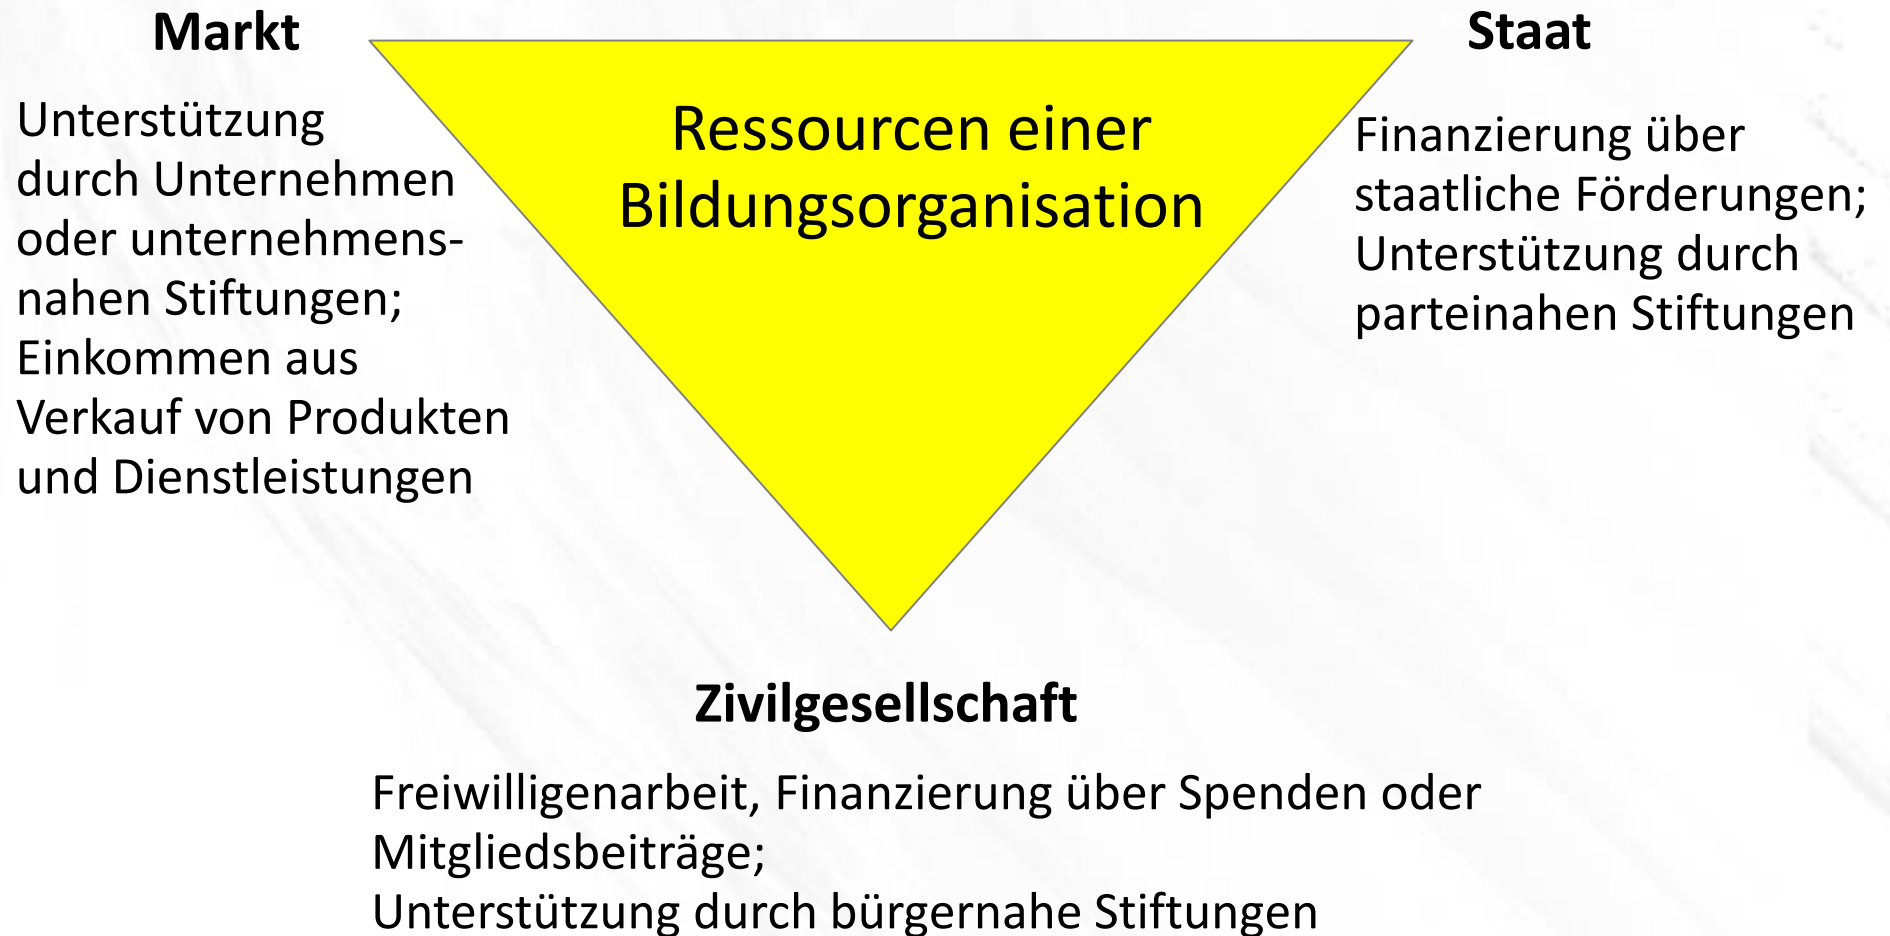 Markt
Unterstützung
durch Unternehmen
oder unternehmens-
nahen Stiftungen;
Einkommen aus
Verkauf von Produkten
und Dienstleistungen
Ressourcen einer
Bildungsorganisation
Staat
Finanzierung über
staatliche Förderungen;
Unterstützung durch
parteinahen Stiftungen
Zivilgesellschaft
Freiwilligenarbeit, Finanzierung über Spenden oder
Mitgliedsbeiträge;
Unterstützung durch bürgernahe Stiftungen